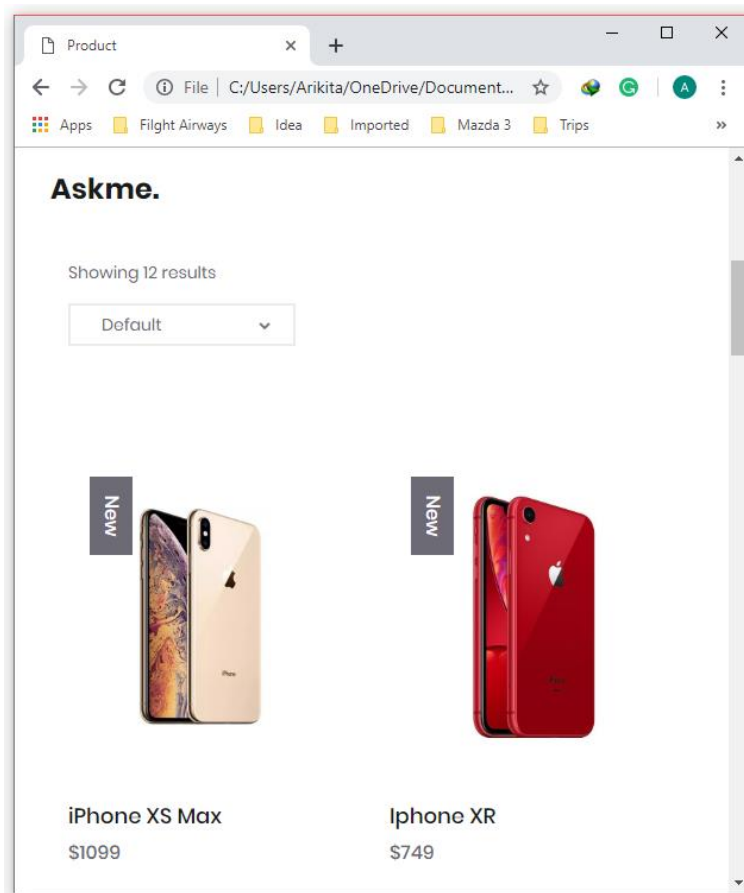 Product
File C:/Users/Arikita/OneDrive/Document...
A
Apps Filght Airways Idea Imported Mazda 3 Trips »
Askme.
Showing 12 results
Default
New New
iPhone XS Max Iphone XR
$1099 $749